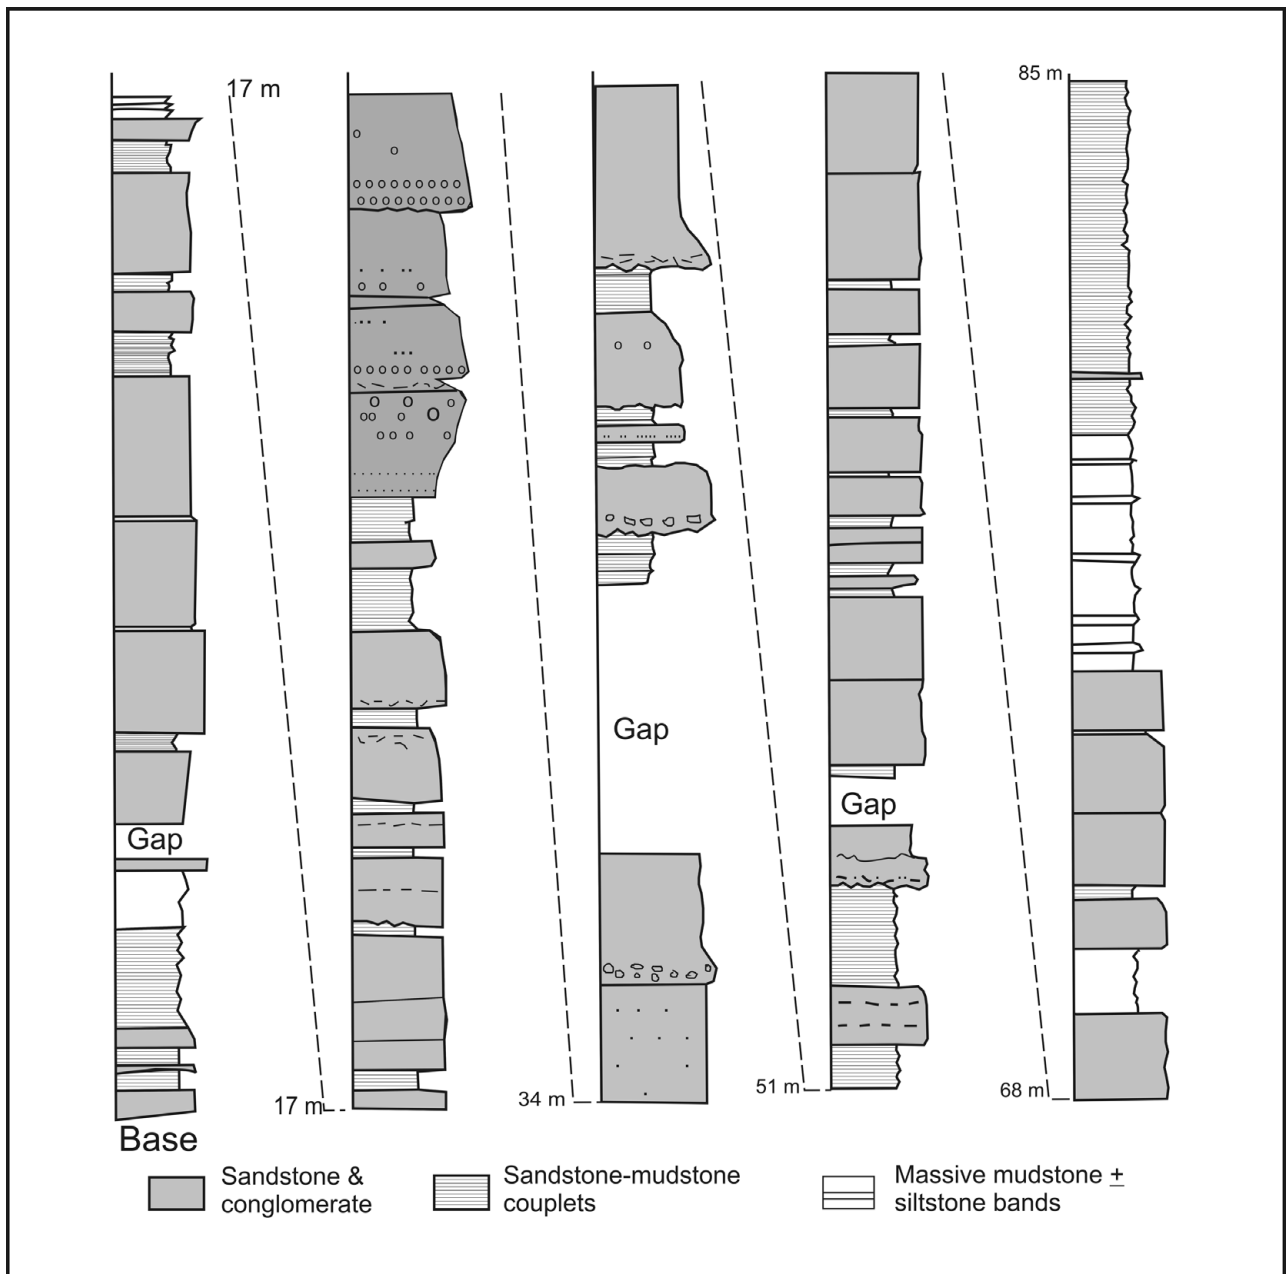 17 m
85 m
Gap
Gap
Gap
17 m
34 m
51 m
68 m
Base
Sandstone &
conglomerate
Sandstone-mudstone
couplets
Massive mudstone ±
siltstone bands